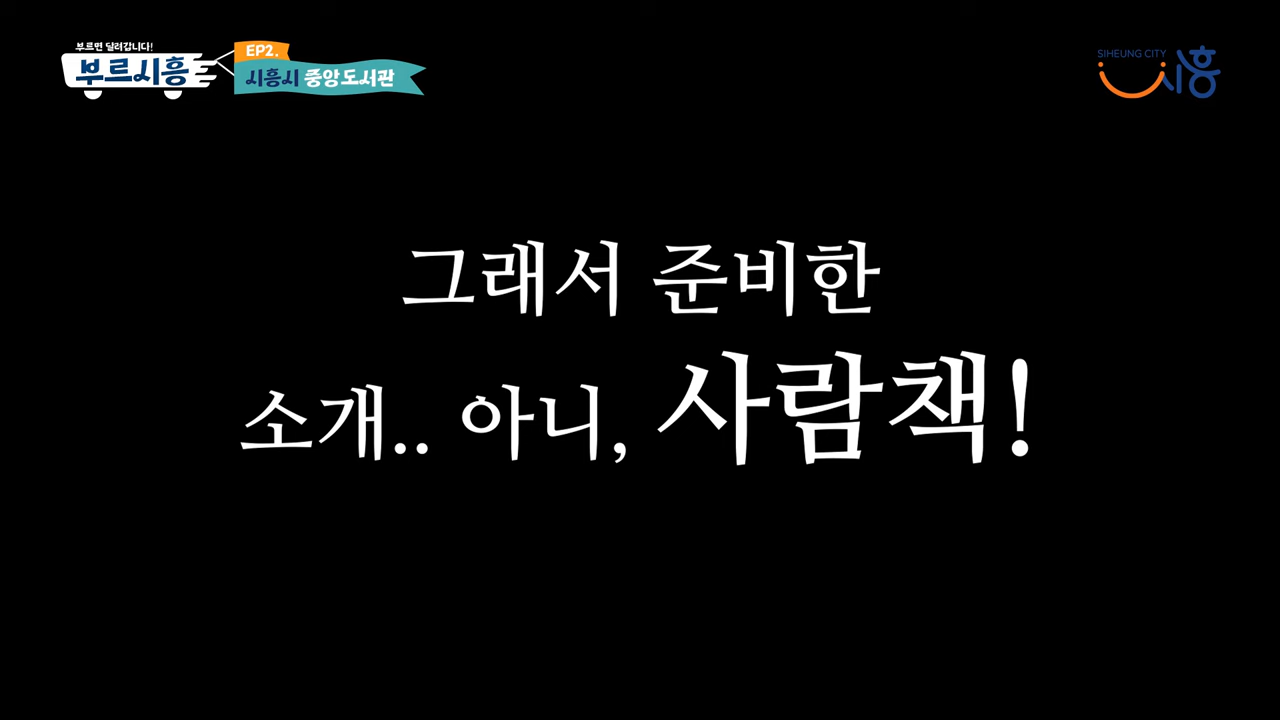 부르면 달려갑니다!
부르시흥
EP2.
시흥시 중앙도서관
SIHEUNG CITY
시흥
그래서 준비한
소개.. 아니, 사람책!